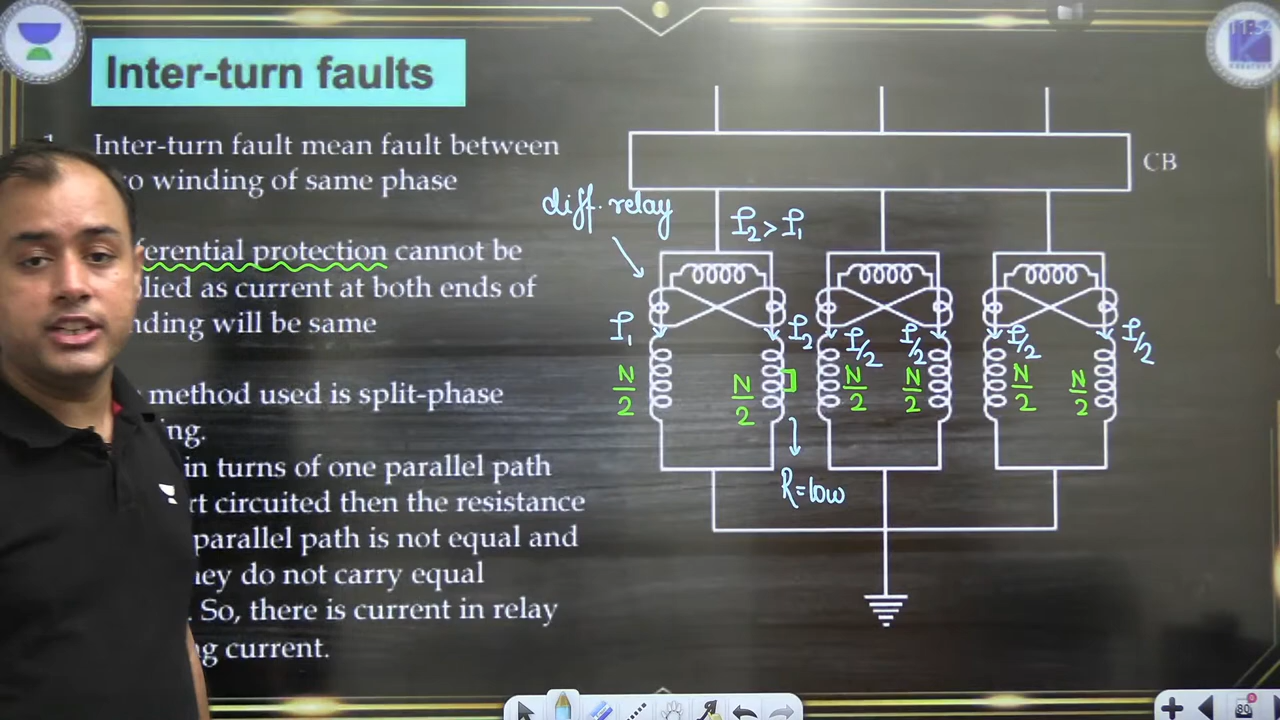 Inter-turn faults
Inter-turn fault mean fault between
winding of same phase
ferential protection cannot be
lied as current at both ends of
nding will be same
method used is split-phase
ng.
in turns of one parallel path
rt circuited then the resistance
parallel path is not equal and
hey do not carry equal
. So, there is current in relay
g current.
CB
diff. relay
I₂ > I₁
I₁
I₂
I/2
I/2
I/2
I/2
N/2
N/2
N/2
N/2
N/2
N/2
R = low